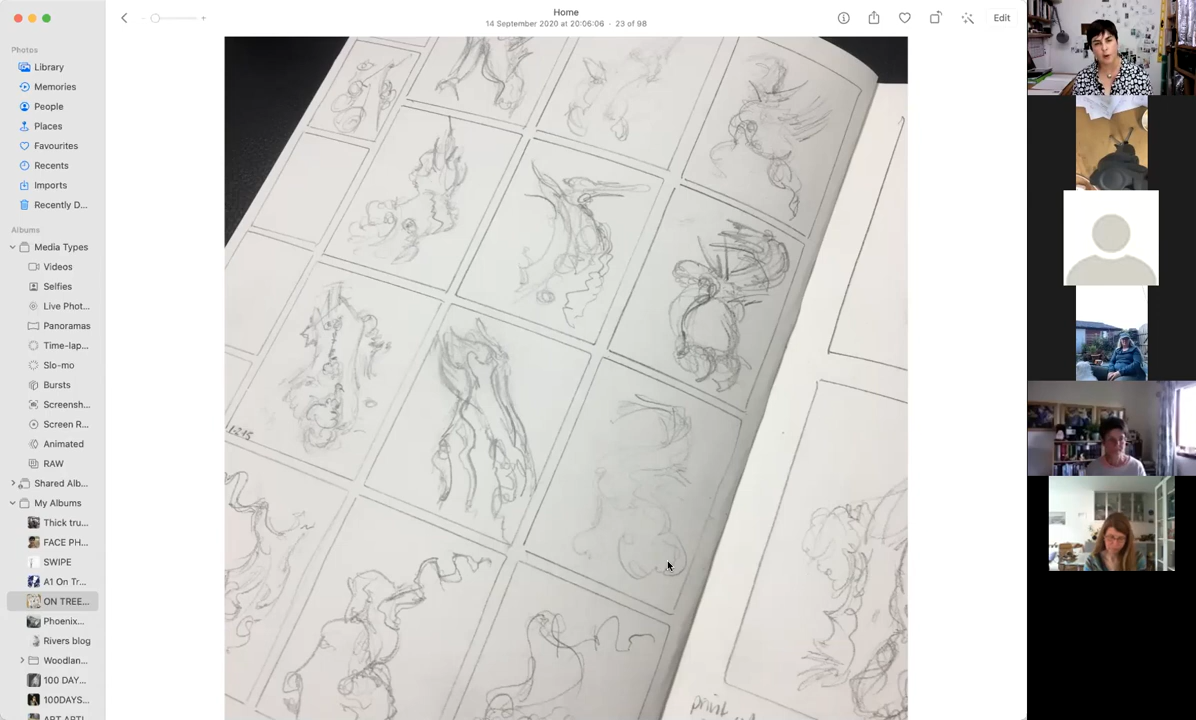 Home
14 September 2020 at 20:06:06 · 23 of 98
Edit
Photos
Library
Memories
People
Places
Favourites
Recents
Imports
Recently D...
Albums
Media Types
Videos
Selfies
Live Phot...
Panoramas
Time-lap...
Slo-mo
Bursts
Screensh...
Screen R...
Animated
RAW
Shared Alb...
My Albums
Thick tru...
FACE PH...
SWIPE
A1 On Tr...
ON TREE...
Phoenix...
Rivers blog
Woodlan...
100 DAY...
100DAYS...
print